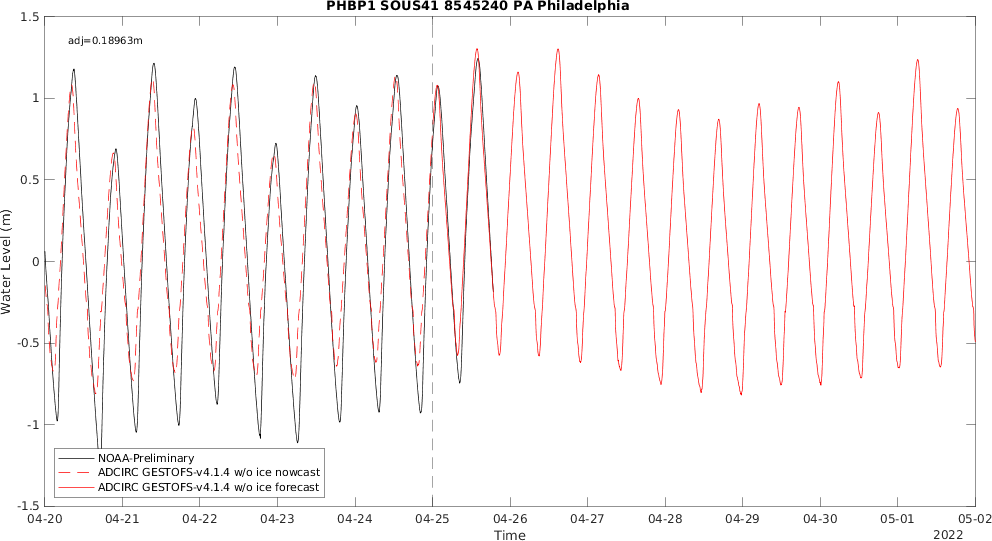 PHBP1 SOUS41 8545240 PA Philadelphia
adj=0.18963m
1.5
1
0.5
0
-0.5
-1
-1.5
Water Level (m)
NOAA-Preliminary
ADCIRC GESTOFS-v4.1.4 w/o ice nowcast
ADCIRC GESTOFS-v4.1.4 w/o ice forecast
04-20 04-21 04-22 04-23 04-24 04-25 04-26 04-27 04-28 04-29 04-30 05-01 05-02
Time
2022